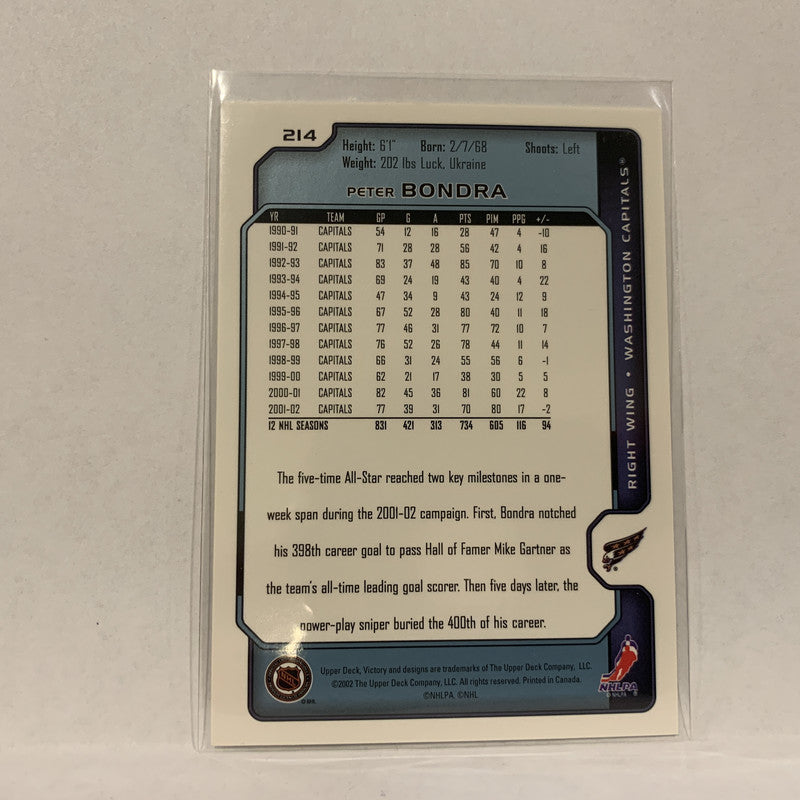 214
Height: 6'1" Born: 2/7/68 Shoots: Left
Weight: 202 lbs Luck, Ukraine
PETER BONDRA
YR TEAM GP G A PTS PIM PPG +/-
1990-91 CAPITALS 54 12 16 28 47 4 -10
1991-92 CAPITALS 71 28 28 56 42 4 16
1992-93 CAPITALS 83 37 48 85 70 10 8
1993-94 CAPITALS 69 24 19 43 40 4 22
1994-95 CAPITALS 47 34 9 43 24 12 9
1995-96 CAPITALS 67 52 28 80 40 11 18
1996-97 CAPITALS 77 46 31 77 72 10 7
1997-98 CAPITALS 76 52 26 78 44 11 14
1998-99 CAPITALS 66 31 24 55 56 6 -1
1999-00 CAPITALS 62 21 17 38 30 5 5
2000-01 CAPITALS 82 45 36 81 60 22 8
2001-02 CAPITALS 77 39 31 70 80 17 -2
12 NHL SEASONS 831 421 313 734 605 116 94
The five-time All-Star reached two key milestones in a one-
week span during the 2001-02 campaign. First, Bondra notched
his 398th career goal to pass Hall of Famer Mike Gartner as
the team's all-time leading goal scorer. Then five days later, the
power-play sniper buried the 400th of his career.
RIGHT WING • WASHINGTON CAPITALS®
Upper Deck, Victory and designs are trademarks of The Upper Deck Company, LLC.
©2002 The Upper Deck Company, LLC. All rights reserved. Printed in Canada.
©NHLPA, ©NHL
NHL
© NHL
NHLPA